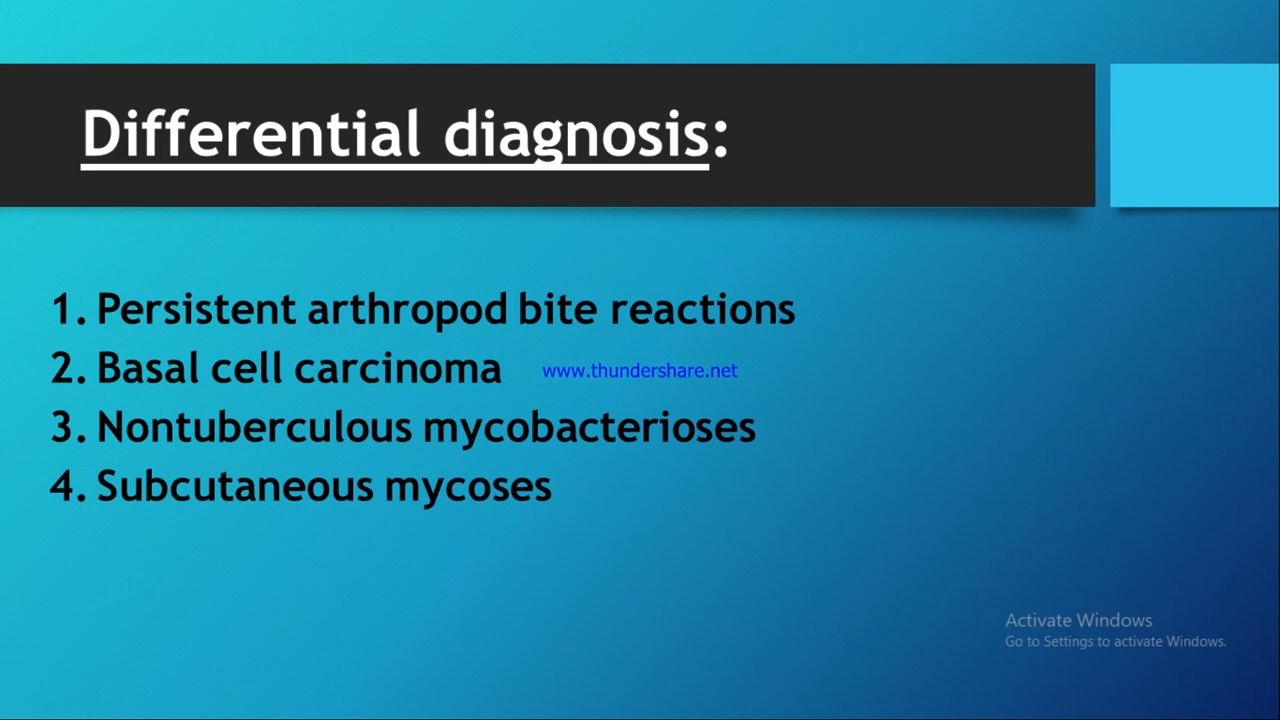 Differential diagnosis:
1. Persistent arthropod bite reactions
2. Basal cell carcinoma
www.thundershare.net
3. Nontuberculous mycobacterioses
4. Subcutaneous mycoses
Activate Windows
Go to Settings to activate Windows.